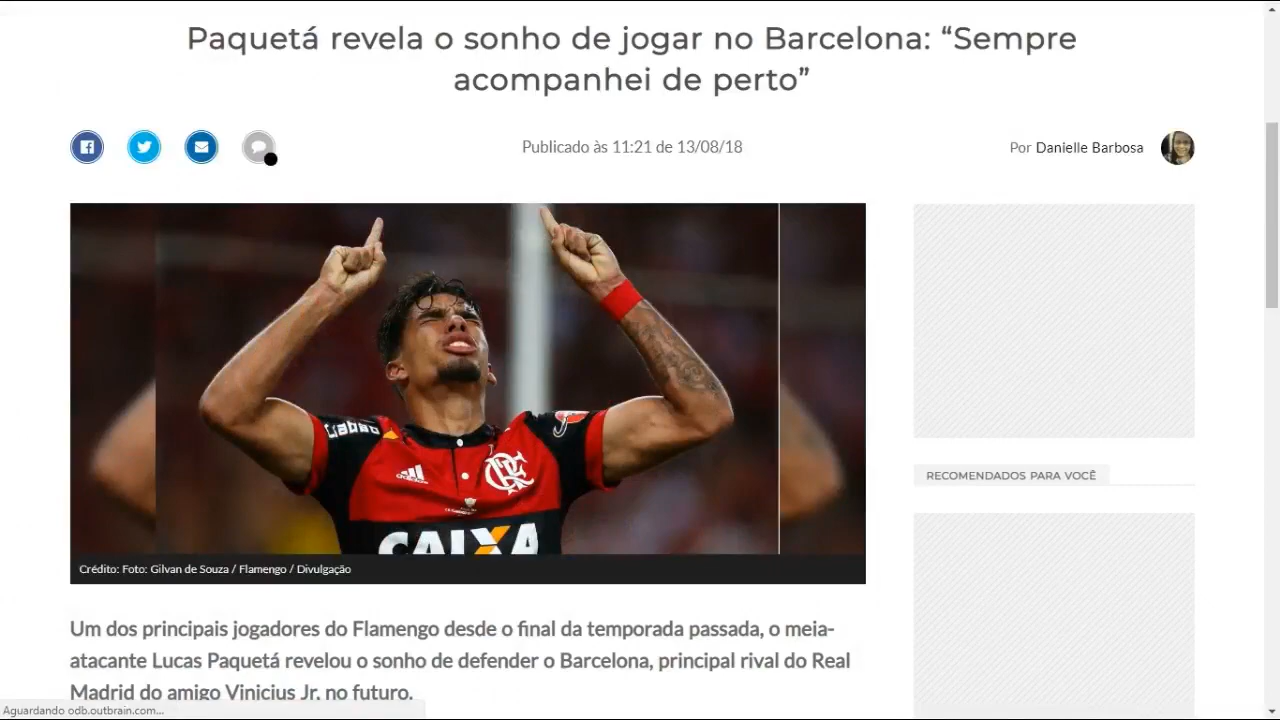 Paquetá revela o sonho de jogar no Barcelona: “Sempre
acompanhei de perto”
Publicado às 11:21 de 13/08/18
Por Danielle Barbosa
adidas
CAIXA
Crédito: Foto: Gilvan de Souza / Flamengo / Divulgação
RECOMENDADOS PARA VOCÊ
Um dos principais jogadores do Flamengo desde o final da temporada passada, o meia-
atacante Lucas Paquetá revelou o sonho de defender o Barcelona, principal rival do Real
Madrid do amigo Vinicius Jr, no futuro.
Aguardando odb.outbrain.com...